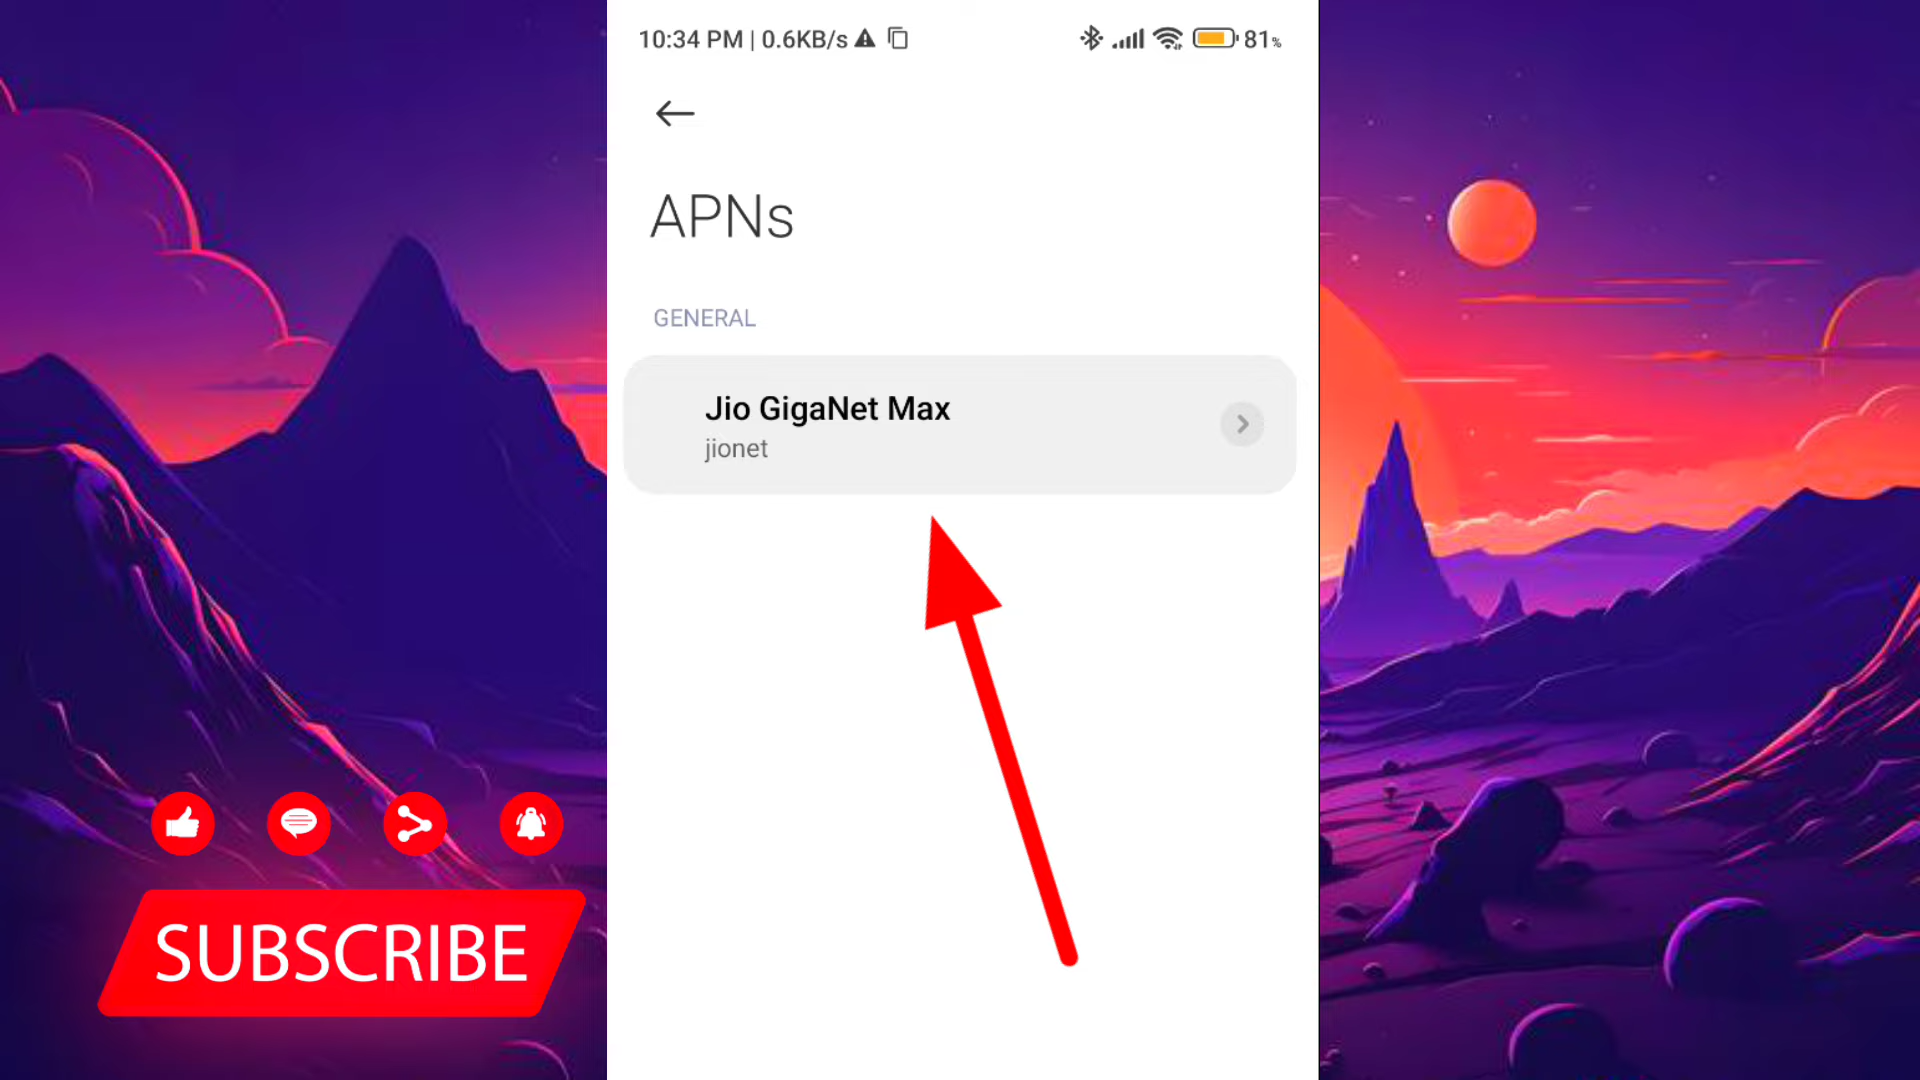 10:34 PM | 0.6KB/s 81%
APNs
GENERAL
Jio GigaNet Max
jionet
SUBSCRIBE